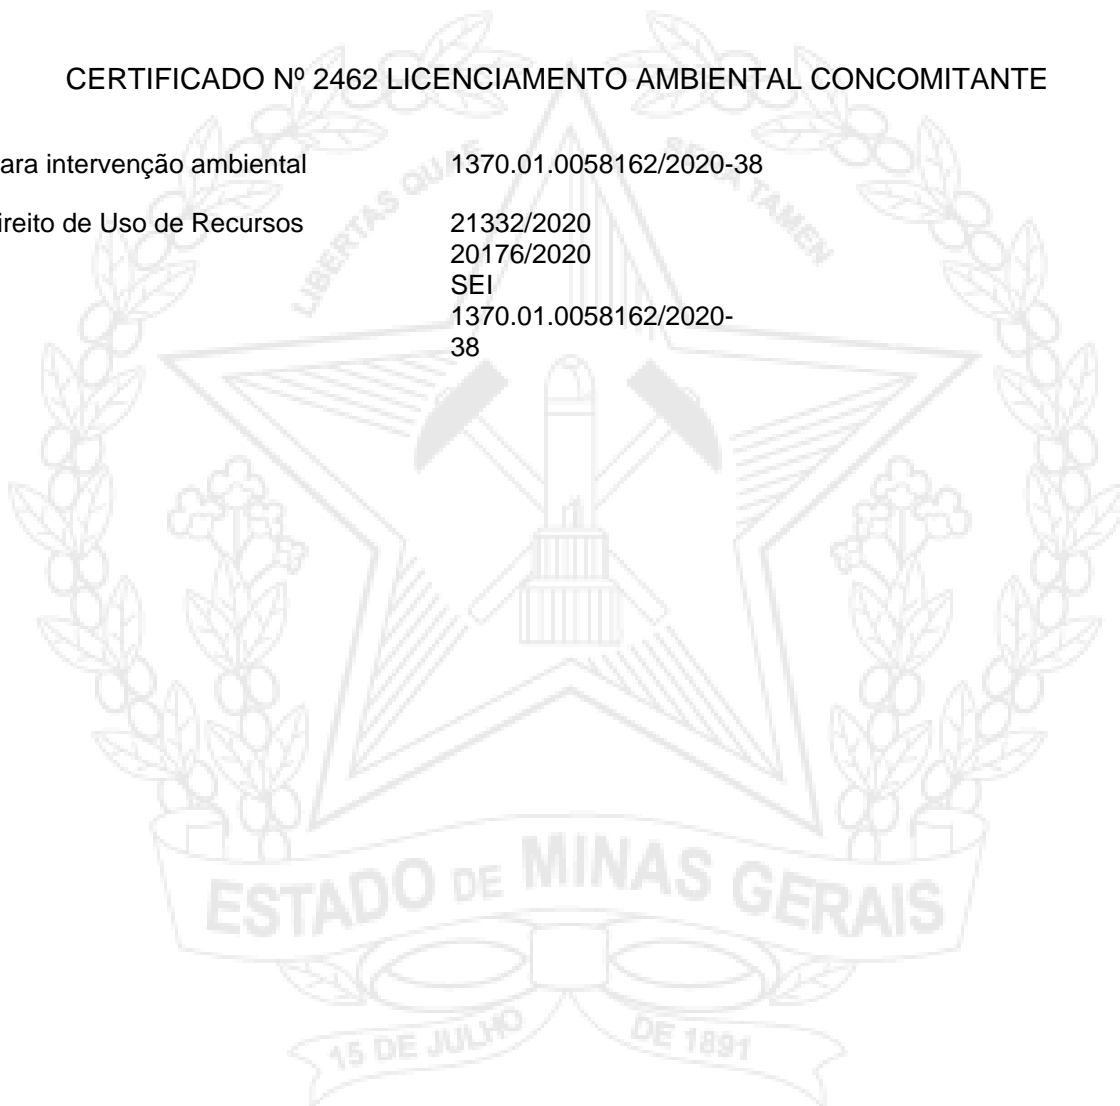 CERTIFICADO Nº 2462 LICENCIAMENTO AMBIENTAL CONCOMITANTE
ara intervenção ambiental 1370.01.0058162/2020-38
ireito de Uso de Recursos 21332/2020
20176/2020
SEI
1370.01.0058162/2020-
38
LIBERTAS QUAE SERA TAMEN
ESTADO DE MINAS GERAIS
15 DE JULHO DE 1891